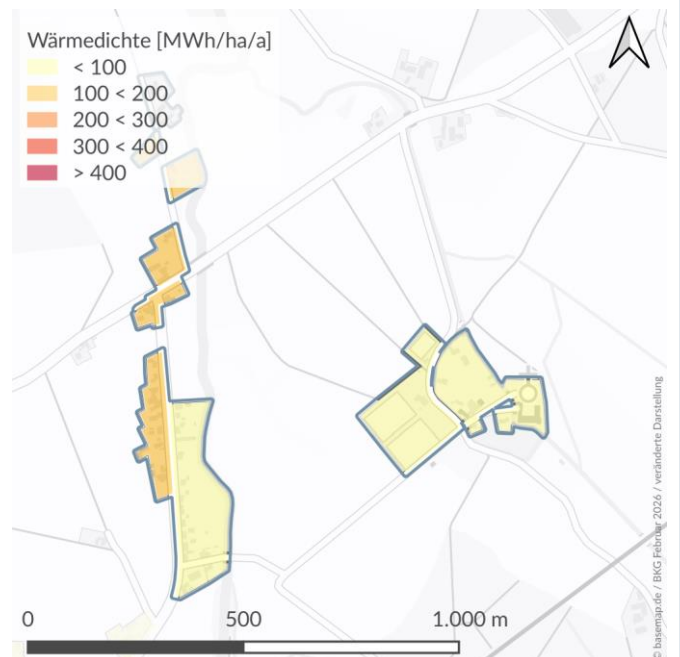 Wärmedichte [MWh/ha/a]
< 100
100 < 200
200 < 300
300 < 400
> 400
0 500 1.000 m
© basemap.de / BKG Februar 2026 / veränderte Darstellung